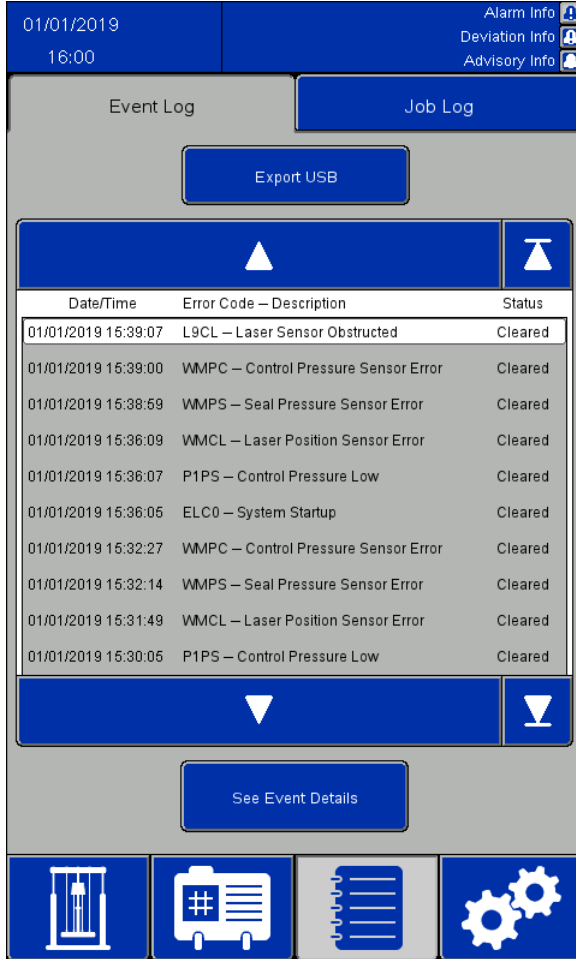 01/01/2019
16:00
Alarm Info
Deviation Info
Advisory Info
Event Log
Job Log
Export USB
Date/Time Error Code – Description Status
01/01/2019 15:39:07 L9CL – Laser Sensor Obstructed Cleared
01/01/2019 15:39:00 WMPC – Control Pressure Sensor Error Cleared
01/01/2019 15:38:59 WMPS – Seal Pressure Sensor Error Cleared
01/01/2019 15:36:09 WMCL – Laser Position Sensor Error Cleared
01/01/2019 15:36:07 P1PS – Control Pressure Low Cleared
01/01/2019 15:36:05 ELC0 – System Startup Cleared
01/01/2019 15:32:27 WMPC – Control Pressure Sensor Error Cleared
01/01/2019 15:32:14 WMPS – Seal Pressure Sensor Error Cleared
01/01/2019 15:31:49 WMCL – Laser Position Sensor Error Cleared
01/01/2019 15:30:05 P1PS – Control Pressure Low Cleared
See Event Details